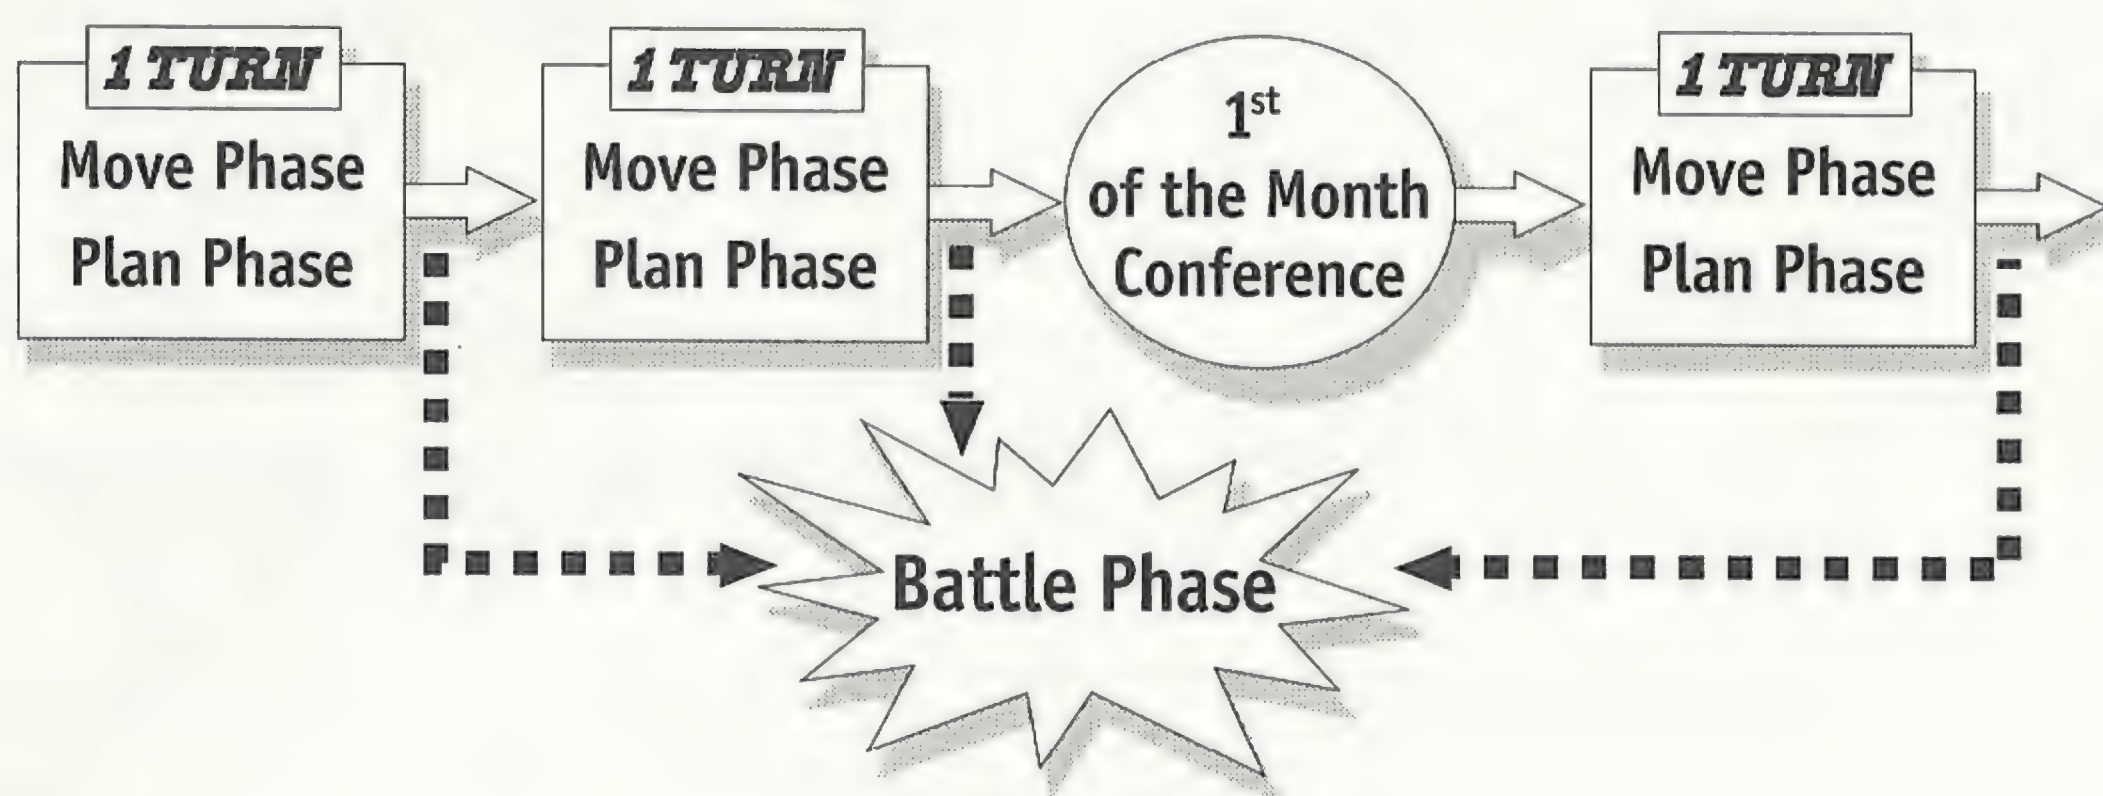 1 TURN
Move Phase
Plan Phase
1 TURN
Move Phase
Plan Phase
1st
of the Month
Conference
1 TURN
Move Phase
Plan Phase
Battle Phase